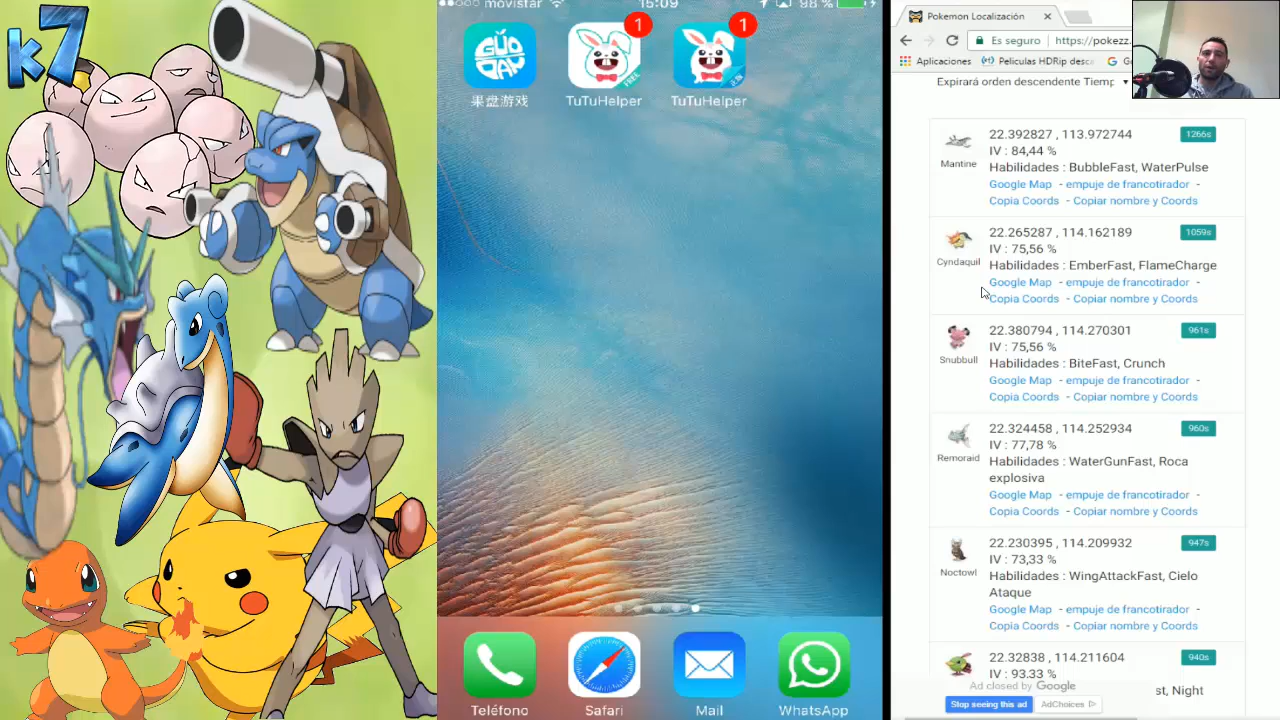 k7
movistar 15:09 98 %
1 1
GUO
PAN
FREE
果盘游戏 TuTuHelper TuTuHelper
Teléfono Safari Mail WhatsApp
Pokemon Localización
Es seguro https://pokezz.
Aplicaciones Peliculas HDRip desc G
Expirará orden descendente Tiemp
22.392827 , 113.972744 1266s
IV : 84,44 %
Mantine
Habilidades : BubbleFast, WaterPulse
Google Map - empuje de francotirador -
Copia Coords - Copiar nombre y Coords
22.265287 , 114.162189 1059s
IV : 75,56 %
Cyndaquil
Habilidades : EmberFast, FlameCharge
Google Map - empuje de francotirador -
Copia Coords - Copiar nombre y Coords
22.380794 , 114.270301 961s
IV : 75,56 %
Snubbull
Habilidades : BiteFast, Crunch
Google Map - empuje de francotirador -
Copia Coords - Copiar nombre y Coords
22.324458 , 114.252934 960s
IV : 77,78 %
Remoraid
Habilidades : WaterGunFast, Roca
explosiva
Google Map - empuje de francotirador -
Copia Coords - Copiar nombre y Coords
22.230395 , 114.209932 947s
IV : 73,33 %
Noctowl
Habilidades : WingAttackFast, Cielo
Ataque
Google Map - empuje de francotirador -
Copia Coords - Copiar nombre y Coords
22.32838 , 114.211604 940s
IV : 93.33 %
Ad closed by Google
st, Night
Stop seeing this ad AdChoices